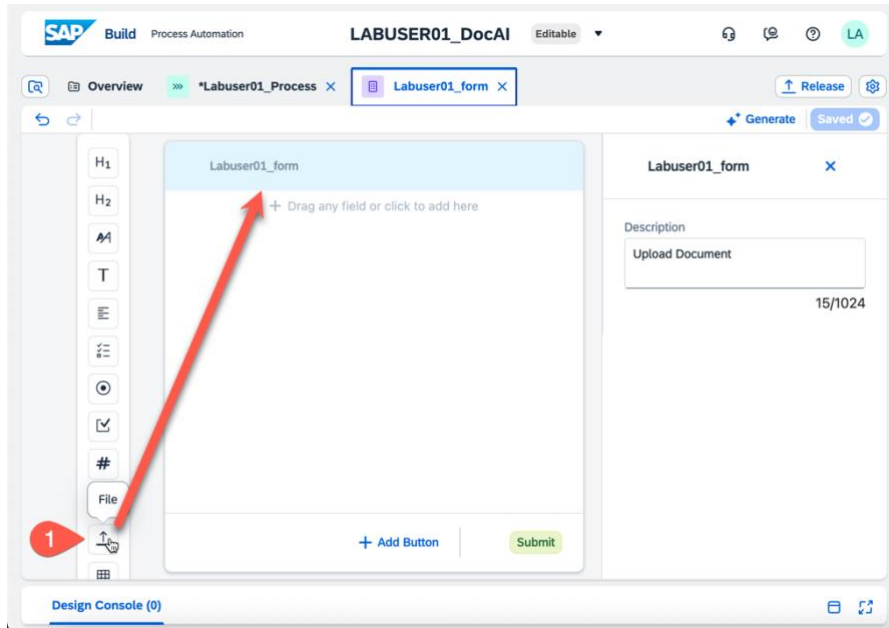 SAP Build Process Automation LABUSER01_DocAI Editable LA
Overview *Labuser01_Process Labuser01_form Release
Generate Saved
H1
H2
A
T
#
File
1
Labuser01_form
Drag any field or click to add here
Add Button Submit
Labuser01_form
Description
Upload Document
15/1024
Design Console (0)